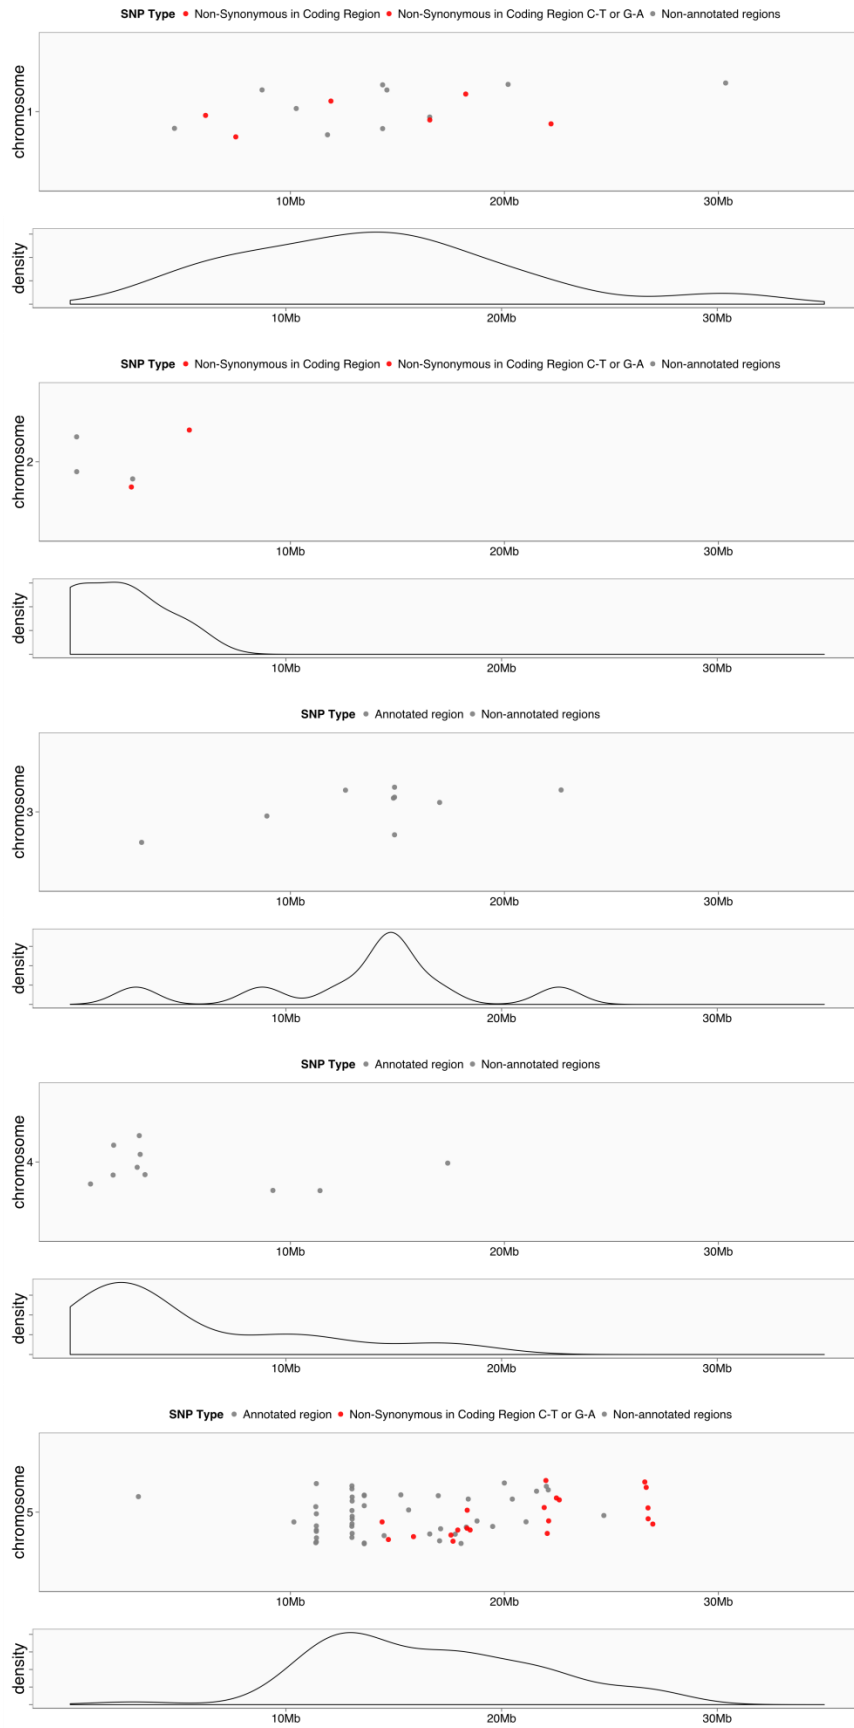 SNP Type Non-Synonymous in Coding Region Non-Synonymous in Coding Region C-T or G-A Non-annotated regions
chromosome
1
10Mb 20Mb 30Mb
density
10Mb 20Mb 30Mb
SNP Type Non-Synonymous in Coding Region Non-Synonymous in Coding Region C-T or G-A Non-annotated regions
chromosome
2
10Mb 20Mb 30Mb
density
10Mb 20Mb 30Mb
SNP Type Annotated region Non-annotated regions
chromosome
3
10Mb 20Mb 30Mb
density
10Mb 20Mb 30Mb
SNP Type Annotated region Non-annotated regions
chromosome
4
10Mb 20Mb 30Mb
density
10Mb 20Mb 30Mb
SNP Type Annotated region Non-Synonymous in Coding Region C-T or G-A Non-annotated regions
chromosome
5
10Mb 20Mb 30Mb
density
10Mb 20Mb 30Mb